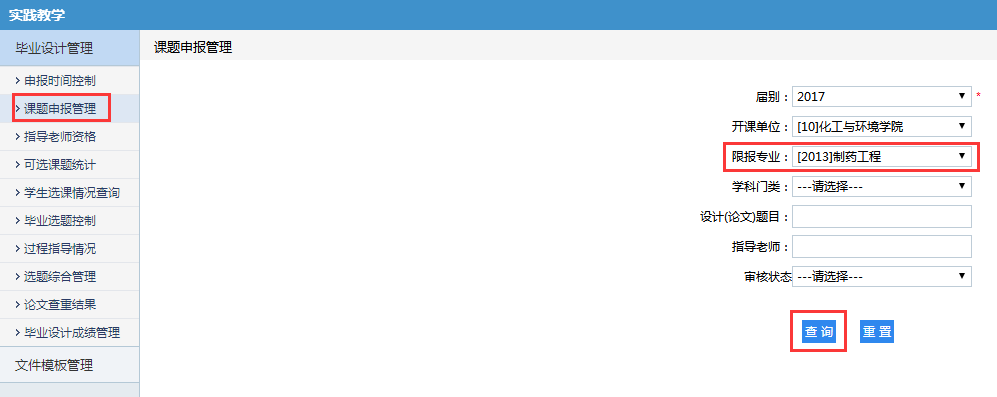 实践教学
毕业设计管理
申报时间控制
课题申报管理
指导老师资格
可选课题统计
学生选课情况查询
毕业选题控制
过程指导情况
选题综合管理
论文查重结果
毕业设计成绩管理
文件模板管理
课题申报管理
届别：2017 *
开课单位：[10]化工与环境学院
限报专业：[2013]制药工程
学科门类：---请选择---
设计(论文)题目：
指导老师：
审核状态 ---请选择---
查 询 重 置